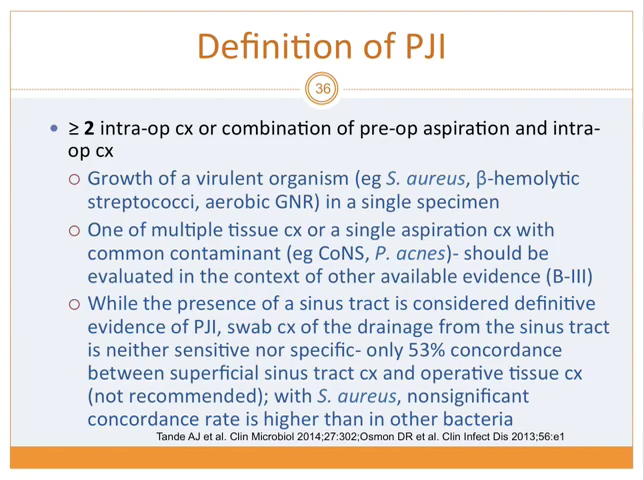 Definition of PJI
36
• ≥ 2 intra-op cx or combination of pre-op aspiration and intra-
op cx
○ Growth of a virulent organism (eg S. aureus, β-hemolytic
streptococci, aerobic GNR) in a single specimen
○ One of multiple tissue cx or a single aspiration cx with
common contaminant (eg CoNS, P. acnes)- should be
evaluated in the context of other available evidence (B-III)
○ While the presence of a sinus tract is considered definitive
evidence of PJI, swab cx of the drainage from the sinus tract
is neither sensitive nor specific- only 53% concordance
between superficial sinus tract cx and operative tissue cx
(not recommended); with S. aureus, nonsignificant
concordance rate is higher than in other bacteria
Tande AJ et al. Clin Microbiol 2014;27:302;Osmon DR et al. Clin Infect Dis 2013;56:e1